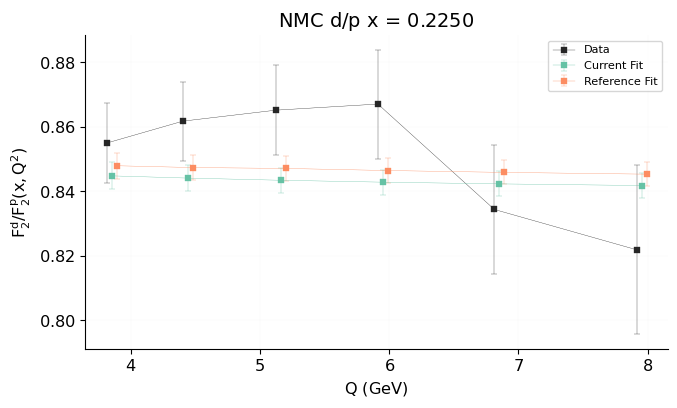 NMC d/p x = 0.2250
Data
Current Fit
Reference Fit
F₂ᵈ/F₂ᵖ(x, Q²)
0.88
0.86
0.84
0.82
0.80
4 5 6 7 8
Q (GeV)